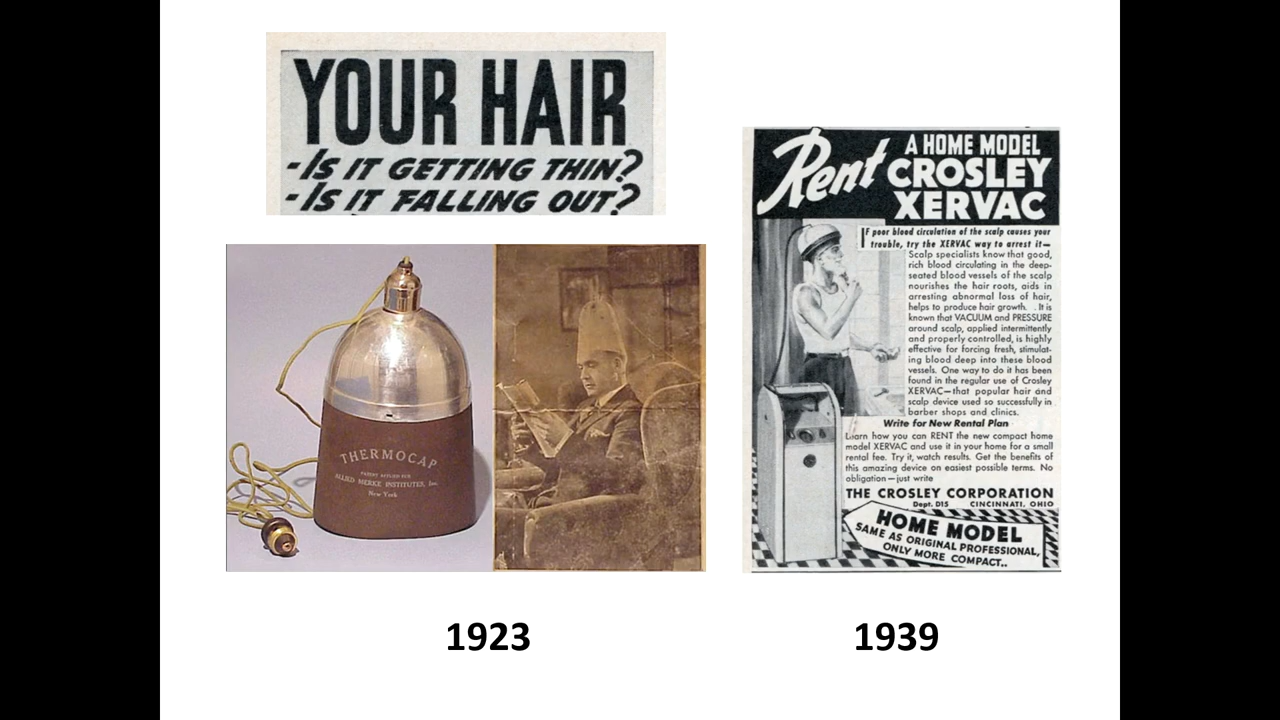 YOUR HAIR
-IS IT GETTING THIN?
-IS IT FALLING OUT?
THERMOCAP
PATENT APPLIED FOR
ALLIED MERKE INSTITUTES, Inc.
New York
1923
Rent A HOME MODEL
CROSLEY
XERVAC
IF poor blood circulation of the scalp causes your
trouble, try the XERVAC way to arrest it—
Scalp specialists know that good,
rich blood circulating in the deep-
seated blood vessels of the scalp
nourishes the hair roots, aids in
arresting abnormal loss of hair,
helps to produce hair growth. . It is
known that VACUUM and PRESSURE
around scalp, applied intermittently
and properly controlled, is highly
effective for forcing fresh, stimulat-
ing blood deep into these blood
vessels. One way to do it has been
found in the regular use of Crosley
XERVAC—that popular hair and
scalp device used so successfully in
barber shops and clinics.
Write for New Rental Plan
Learn how you can RENT the new compact home
model XERVAC and use it in your home for a small
rental fee. Try it, watch results. Get the benefits of
this amazing device on easiest possible terms. No
obligation—just write
THE CROSLEY CORPORATION
Dept. D15 CINCINNATI, OHIO
HOME MODEL
SAME AS ORIGINAL PROFESSIONAL,
ONLY MORE COMPACT..
1939